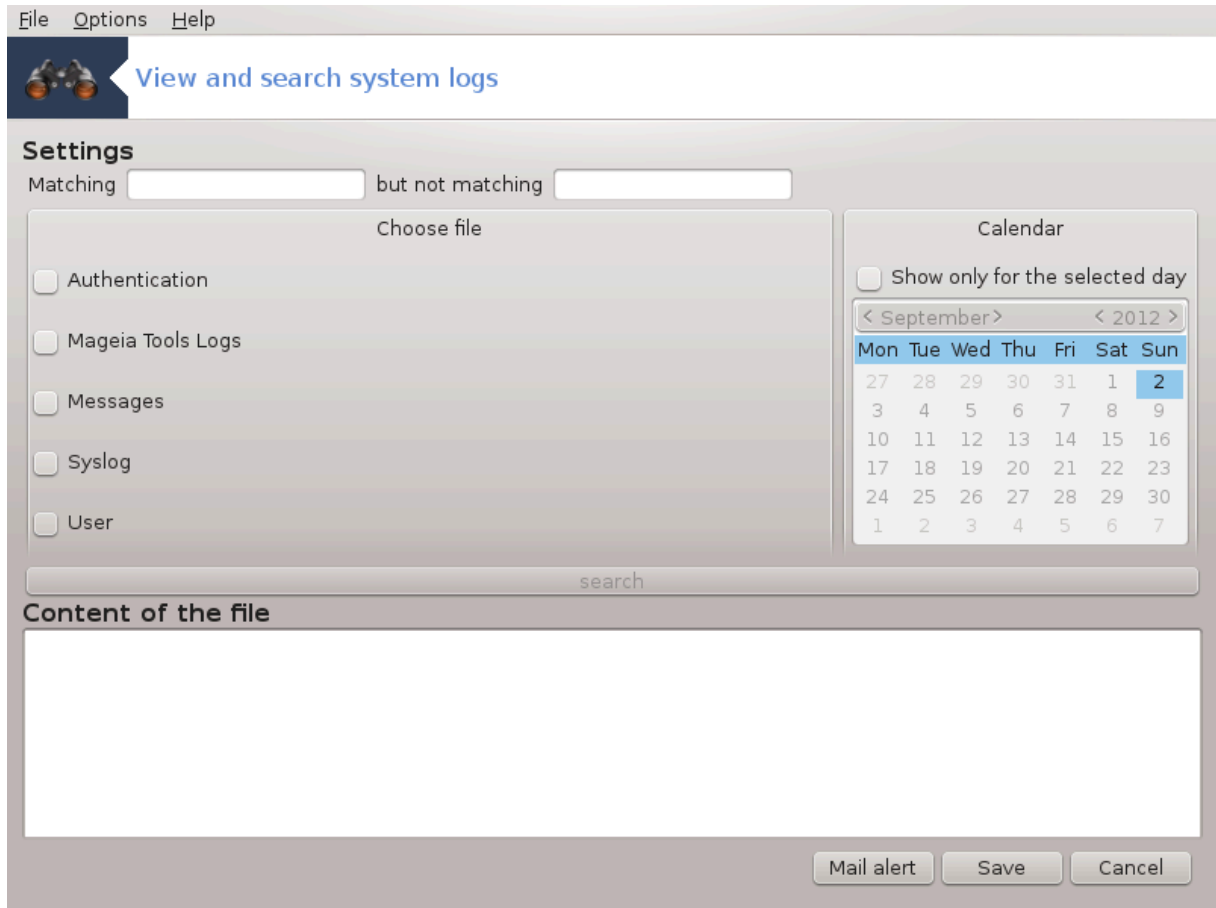 File Options Help
View and search system logs
Settings
Matching but not matching
Choose file
Authentication
Mageia Tools Logs
Messages
Syslog
User
Calendar
Show only for the selected day
< September > < 2012 >
Mon Tue Wed Thu Fri Sat Sun
27 28 29 30 31 1 2
3 4 5 6 7 8 9
10 11 12 13 14 15 16
17 18 19 20 21 22 23
24 25 26 27 28 29 30
1 2 3 4 5 6 7
search
Content of the file
Mail alert Save Cancel